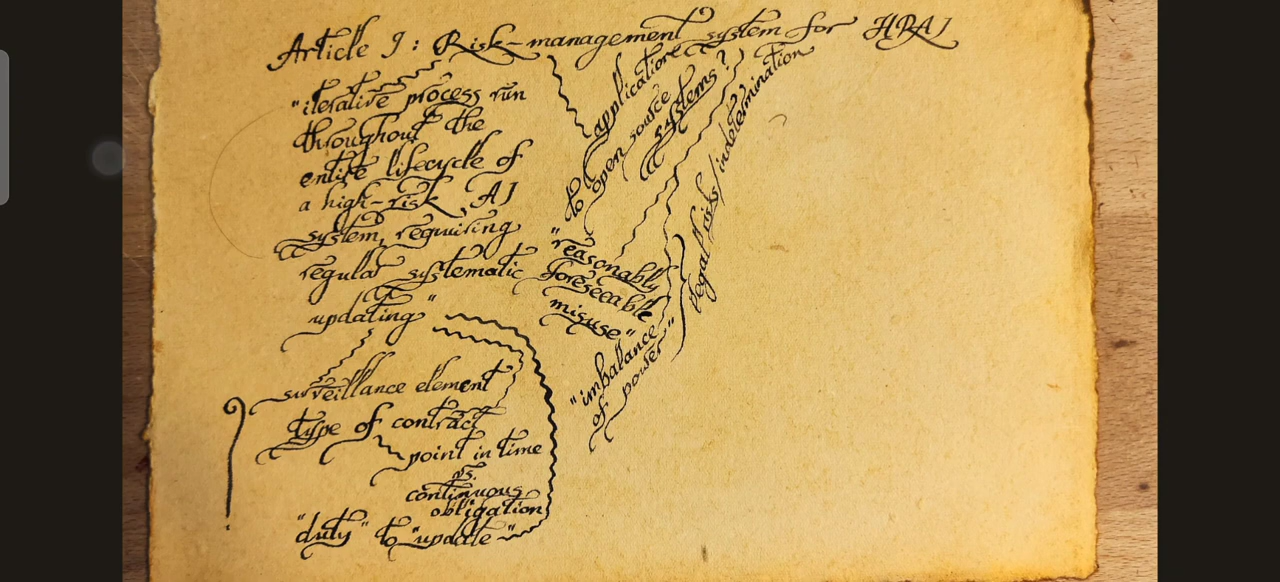 Article 9: Risk-management system for HRAI
"iterative process run
throughout the
entire lifecycle of
a high-risk AI
system, requiring
regular systematic
updating"
surveillance element
type of contract
point in time
vs.
continuous
obligation
"duty" to "update"
application
to open source
systems?
"reasonably
foreseeable
misuse"
"imbalance
of power"
legal risks/indetermination